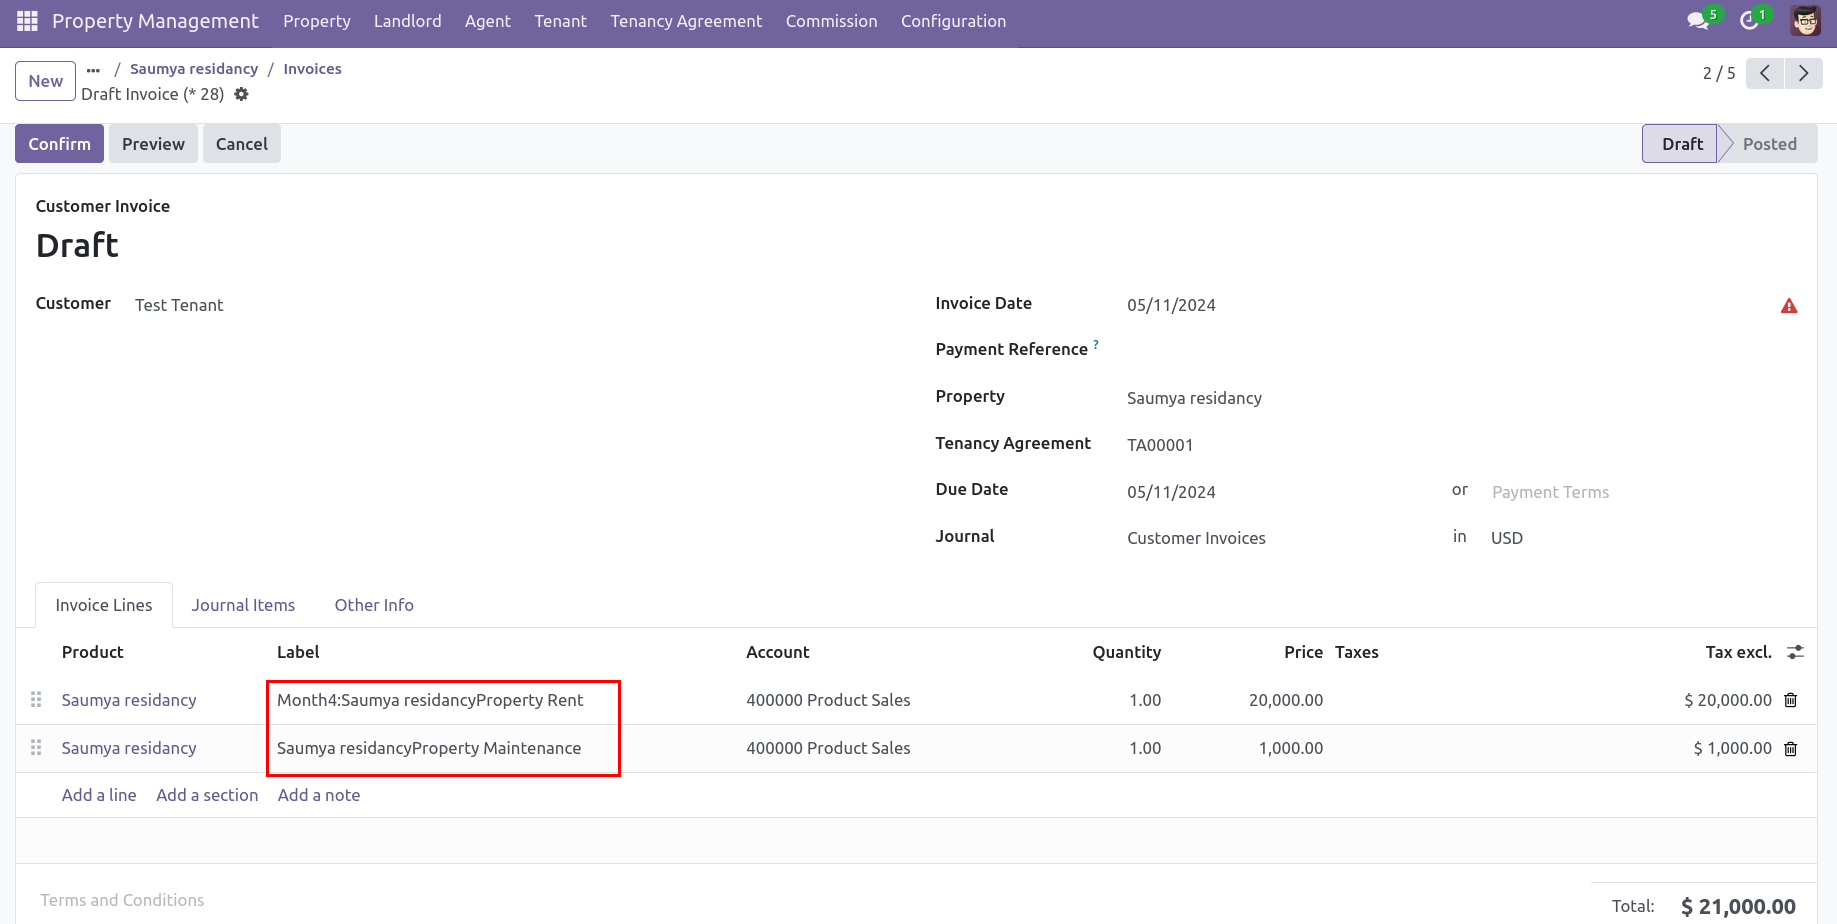 Property Management Property Landlord Agent Tenant Tenancy Agreement Commission Configuration 5 1
New ... / Saumya residancy / Invoices 2 / 5
Draft Invoice (* 28)
Confirm Preview Cancel Draft Posted
Customer Invoice
Draft
Customer Test Tenant Invoice Date 05/11/2024
Payment Reference ?
Property Saumya residancy
Tenancy Agreement TA00001
Due Date 05/11/2024 or Payment Terms
Journal Customer Invoices in USD
Invoice Lines Journal Items Other Info
Product Label Account Quantity Price Taxes Tax excl.
Saumya residancy Month4:Saumya residancyProperty Rent 400000 Product Sales 1.00 20,000.00 $ 20,000.00
Saumya residancy Saumya residancyProperty Maintenance 400000 Product Sales 1.00 1,000.00 $ 1,000.00
Add a line Add a section Add a note
Terms and Conditions Total: $ 21,000.00